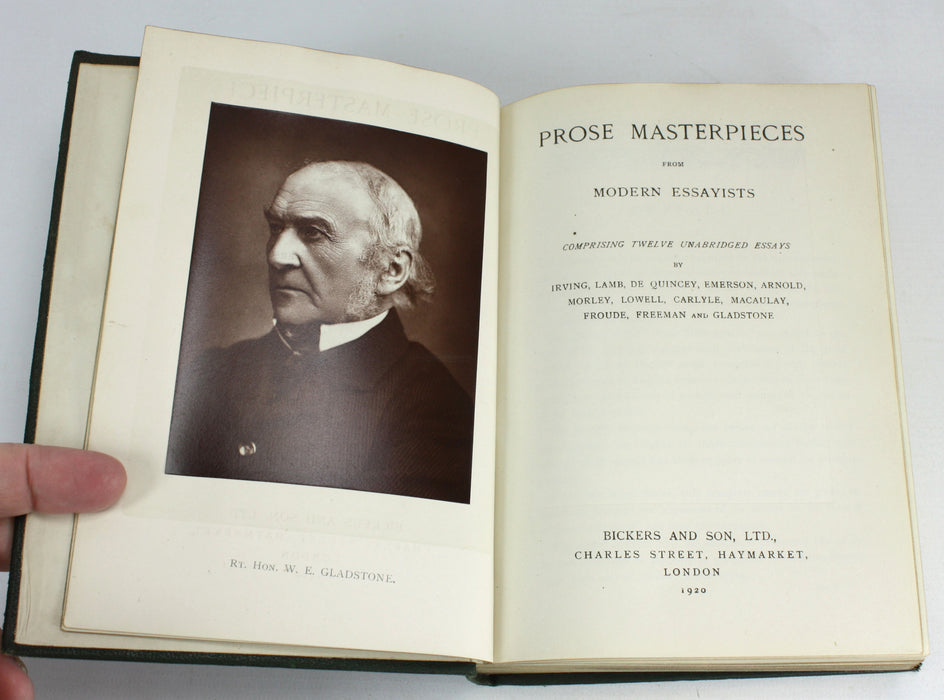 RT. HON. W. E. GLADSTONE.
PROSE MASTERPIECES
FROM
MODERN ESSAYISTS
COMPRISING TWELVE UNABRIDGED ESSAYS
BY
IRVING, LAMB, DE QUINCEY, EMERSON, ARNOLD,
MORLEY, LOWELL, CARLYLE, MACAULAY,
FROUDE, FREEMAN AND GLADSTONE
BICKERS AND SON, LTD.,
CHARLES STREET, HAYMARKET,
LONDON
1920